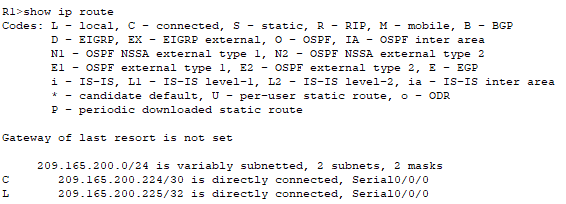 R1>show ip route
Codes: L - local, C - connected, S - static, R - RIP, M - mobile, B - BGP
       D - EIGRP, EX - EIGRP external, O - OSPF, IA - OSPF inter area
       N1 - OSPF NSSA external type 1, N2 - OSPF NSSA external type 2
       E1 - OSPF external type 1, E2 - OSPF external type 2, E - EGP
       i - IS-IS, L1 - IS-IS level-1, L2 - IS-IS level-2, ia - IS-IS inter area
       * - candidate default, U - per-user static route, o - ODR
       P - periodic downloaded static route

Gateway of last resort is not set

     209.165.200.0/24 is variably subnetted, 2 subnets, 2 masks
C       209.165.200.224/30 is directly connected, Serial0/0/0
L       209.165.200.225/32 is directly connected, Serial0/0/0